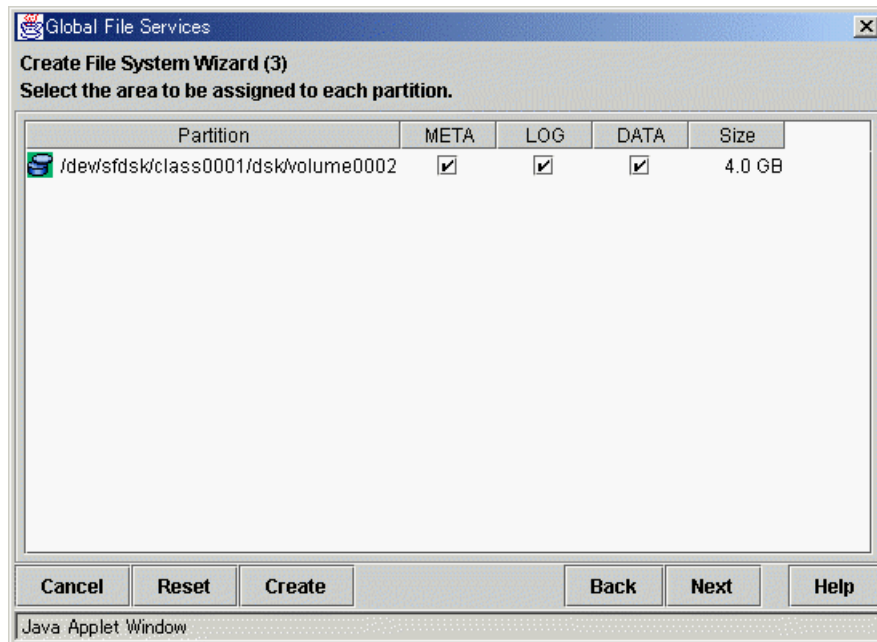 Global File Services
Create File System Wizard (3)
Select the area to be assigned to each partition.
Partition META LOG DATA Size
/dev/sfdsk/class0001/dsk/volume0002 4.0 GB
Cancel Reset Create Back Next Help
Java Applet Window